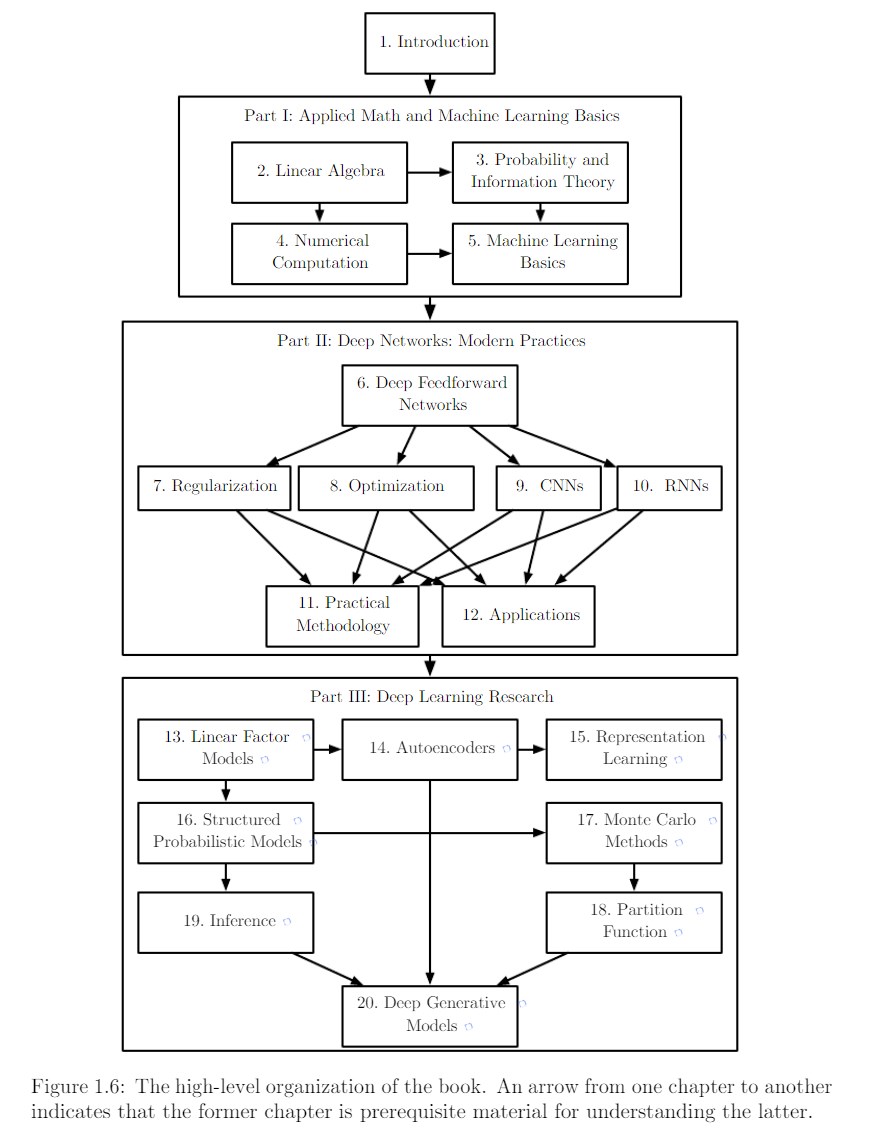 1. Introduction
Part I: Applied Math and Machine Learning Basics
2. Linear Algebra
3. Probability and
Information Theory
4. Numerical
Computation
5. Machine Learning
Basics
Part II: Deep Networks: Modern Practices
6. Deep Feedforward
Networks
7. Regularization
8. Optimization
9. CNNs
10. RNNs
11. Practical
Methodology
12. Applications
Part III: Deep Learning Research
13. Linear Factor
Models
14. Autoencoders
15. Representation
Learning
16. Structured
Probabilistic Models
17. Monte Carlo
Methods
19. Inference
18. Partition
Function
20. Deep Generative
Models
Figure 1.6: The high-level organization of the book. An arrow from one chapter to another
indicates that the former chapter is prerequisite material for understanding the latter.